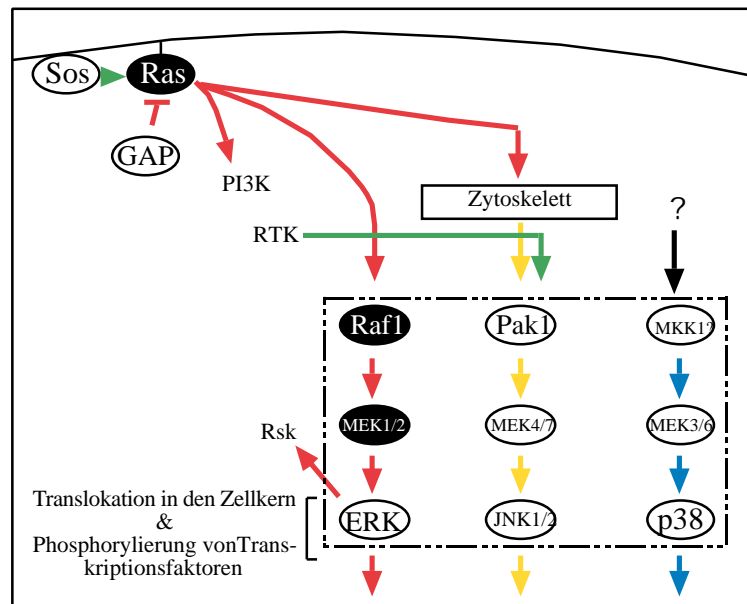 Sos
Ras
GAP
PI3K
Zytoskelett
?
RTK
Raf1
Pak1
MKK1?
MEK1/2
MEK4/7
MEK3/6
Rsk
ERK
JNK1/2
p38
Translokation in den Zellkern
&
Phosphorylierung vonTrans-
kriptionsfaktoren